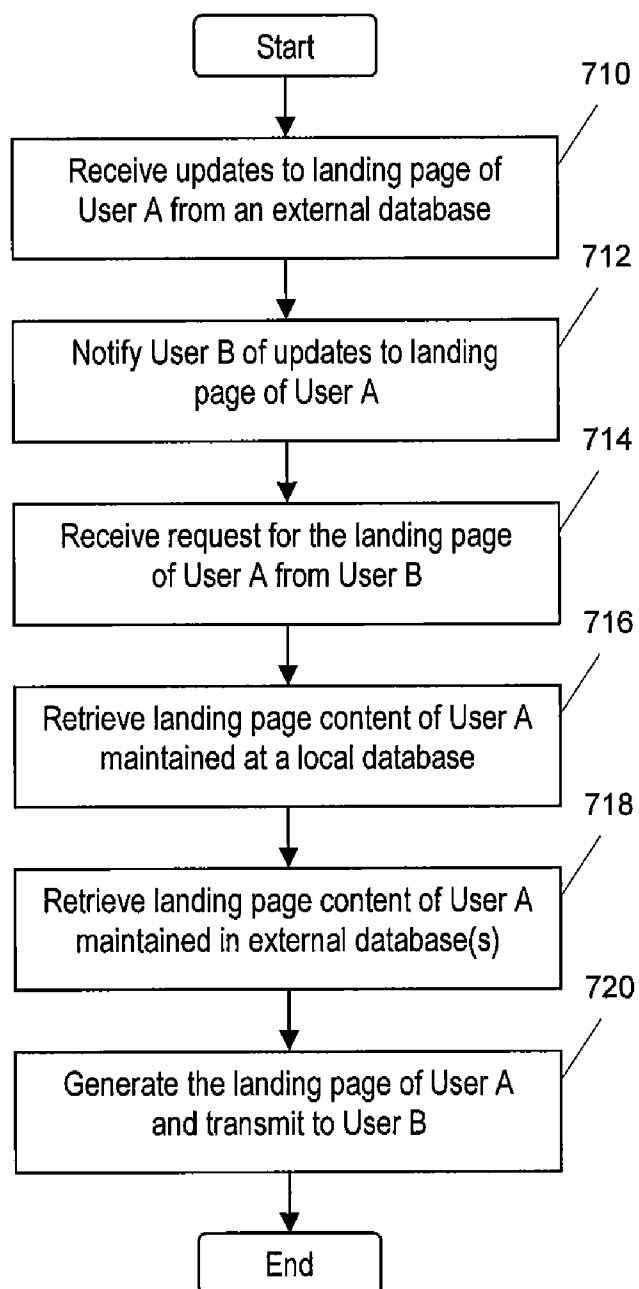 Start
710
Receive updates to landing page of
User A from an external database
712
Notify User B of updates to landing
page of User A
714
Receive request for the landing page
of User A from User B
716
Retrieve landing page content of User A
maintained at a local database
718
Retrieve landing page content of User A
maintained in external database(s)
720
Generate the landing page of User A
and transmit to User B
End